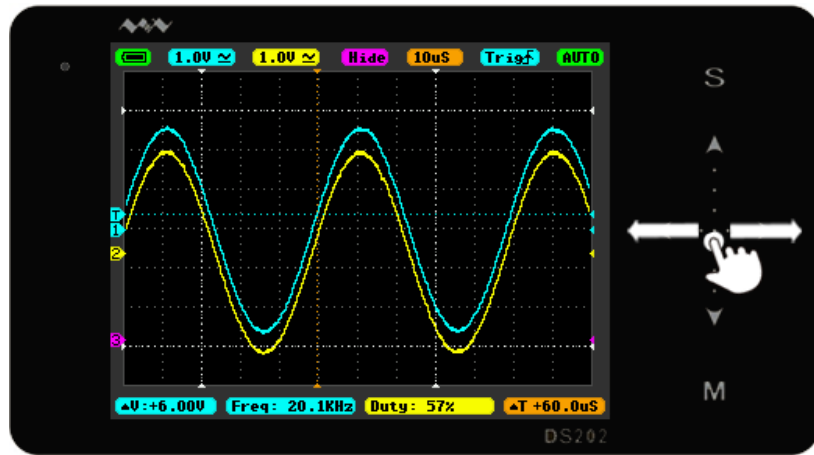 1.0V 1.0V Hide 10uS Trig AUTO
S
T
1
2
3
M
▲V:+6.00V Freq: 20.1KHz Duty: 57% ▲T +60.0uS
DS202